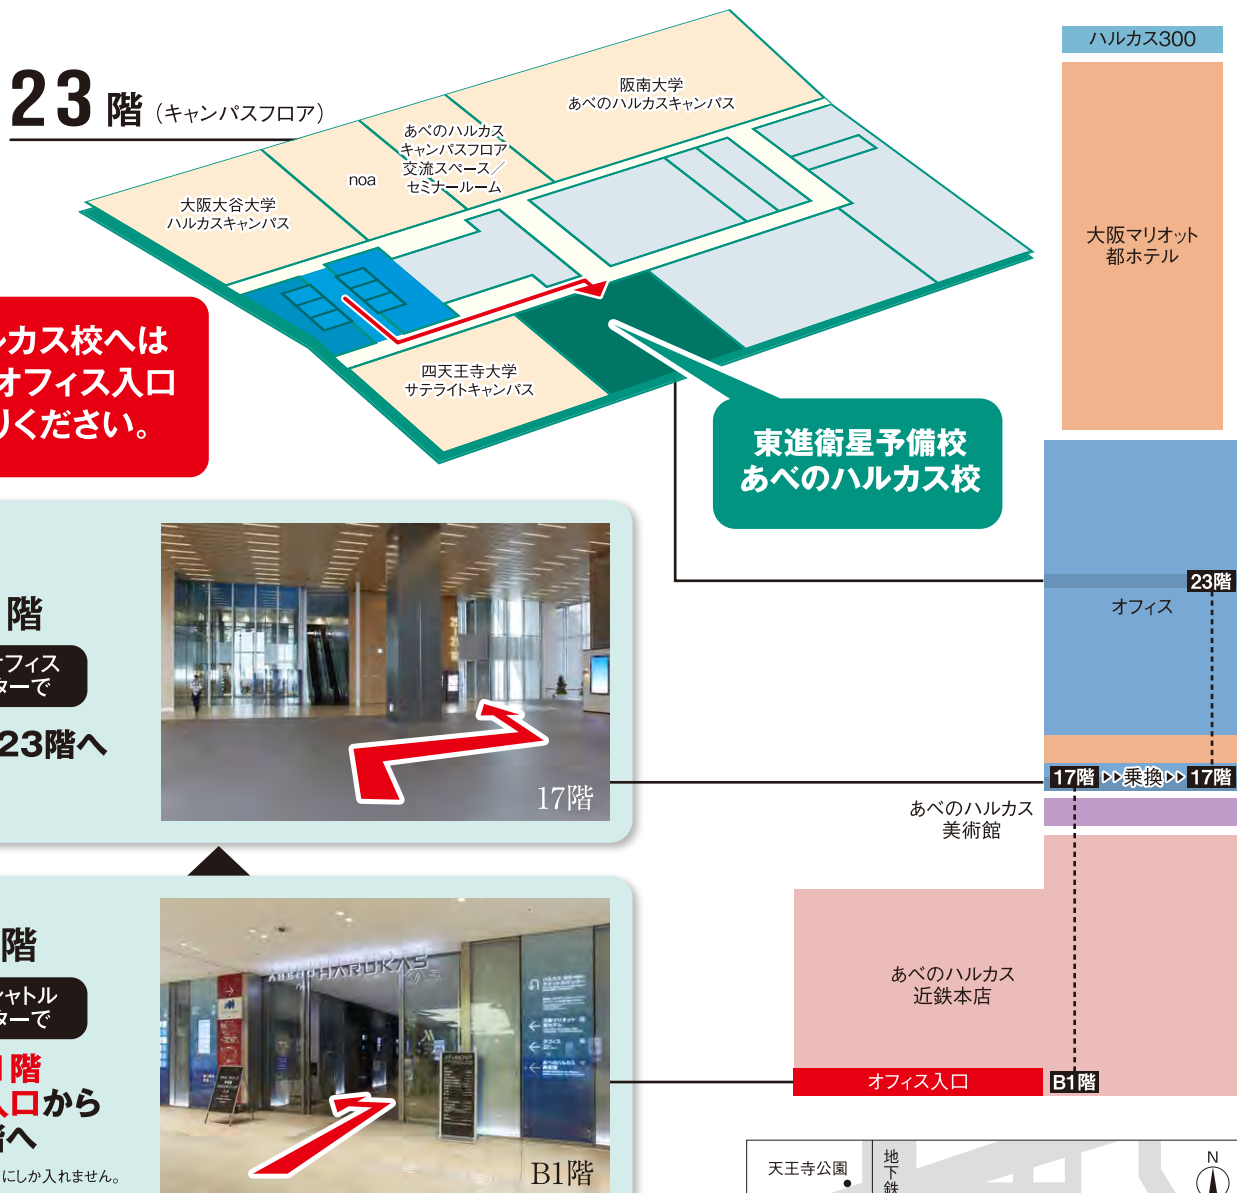 23階（キャンパスフロア）
阪南大学
あべのハルカスキャンパス
あべのハルカス
キャンパスフロア
交流スペース／
セミナールーム
noa
大阪大谷大学
ハルカスキャンパス
四天王寺大学
サテライトキャンパス
東進衛星予備校
あべのハルカス校
ルカス校へは
オフィス入口
りください。
階
オフィス
ターで
23階へ
17階
階
シャトル
ターで
1階
入口から
階へ
にしか入れません。
ABENO HARUKAS
B1階
ハルカス300
大阪マリオット
都ホテル
23階
オフィス
17階▷▷乗換▷▷17階
あべのハルカス
美術館
あべのハルカス
近鉄本店
オフィス入口
B1階
天王寺公園
地下鉄
N